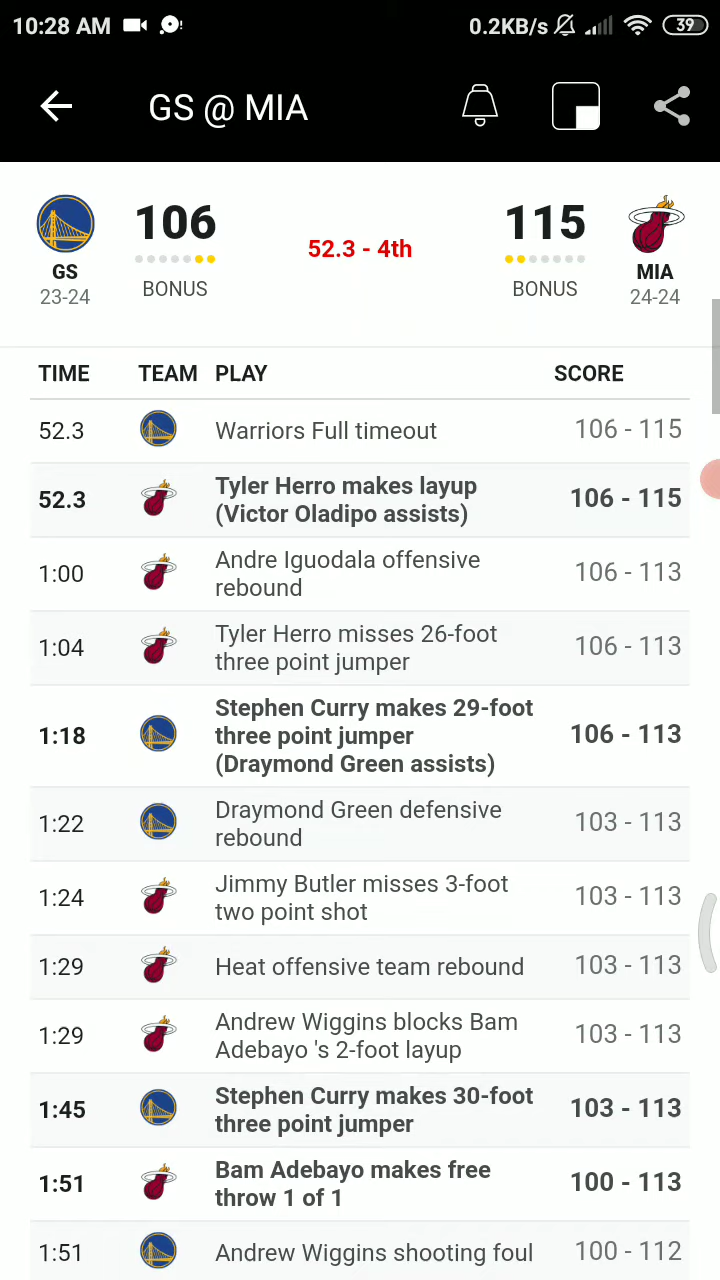 10:28 AM 0.2KB/s 39
GS @ MIA
106 115
52.3 - 4th
GS MIA
23-24 BONUS BONUS 24-24
TIME TEAM PLAY SCORE
52.3 Warriors Full timeout 106 - 115
Tyler Herro makes layup
52.3 106 - 115
(Victor Oladipo assists)
Andre Iguodala offensive
1:00 106 - 113
rebound
Tyler Herro misses 26-foot
1:04 106 - 113
three point jumper
Stephen Curry makes 29-foot
1:18 three point jumper 106 - 113
(Draymond Green assists)
Draymond Green defensive
1:22 103 - 113
rebound
Jimmy Butler misses 3-foot
1:24 103 - 113
two point shot
1:29 Heat offensive team rebound 103 - 113
Andrew Wiggins blocks Bam
1:29 103 - 113
Adebayo 's 2-foot layup
Stephen Curry makes 30-foot
1:45 103 - 113
three point jumper
Bam Adebayo makes free
1:51 100 - 113
throw 1 of 1
1:51 Andrew Wiggins shooting foul 100 - 112